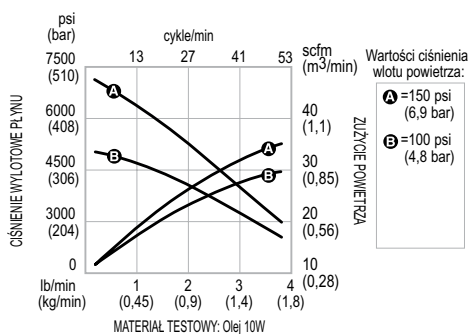 psi
(bar)
cykle/min
13 27 41 53
scfm
(m3/min)
7500
(510)
6000
(408)
4500
(306)
3000
(204)
0
CIŚNIENIE WYLOTOWE PŁYNU
A
B
A
B
40
(1,1)
30
(0,85)
20
(0,56)
10
(0,28)
ZUŻYCIE POWIETRZA
lb/min
(kg/min)
1 2 3 4
(0,45) (0,9) (1,4) (1,8)
MATERIAŁ TESTOWY: Olej 10W
Wartości ciśnienia
wlotu powietrza:
A =150 psi
(6,9 bar)
B =100 psi
(4,8 bar)